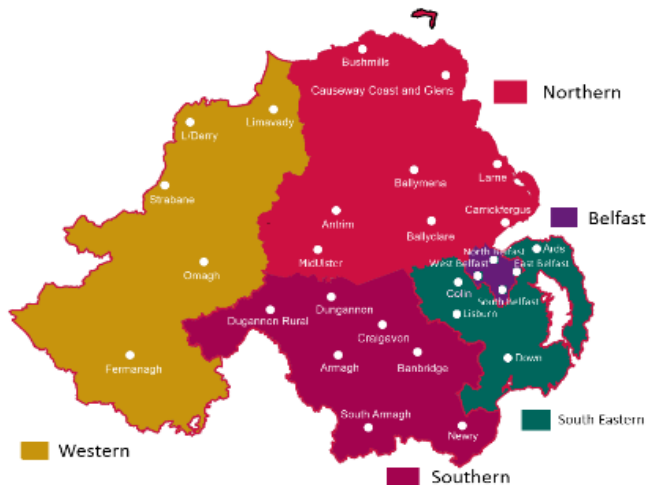 Bushmills
Causeway Coast and Glens
Northern
Limavady
L/Derry
Larne
Ballymena
Strabane
Carrickfergus
Antrim
Belfast
Ballyclare
MidUlster
North Belfast
Ards
West Belfast
East Belfast
Omagh
Colin
South Belfast
Dungannon
Dugannon Rural
Lisburn
Craigavon
Fermanagh
Armagh
Banbridge
Down
South Armagh
Newry
South Eastern
Western
Southern